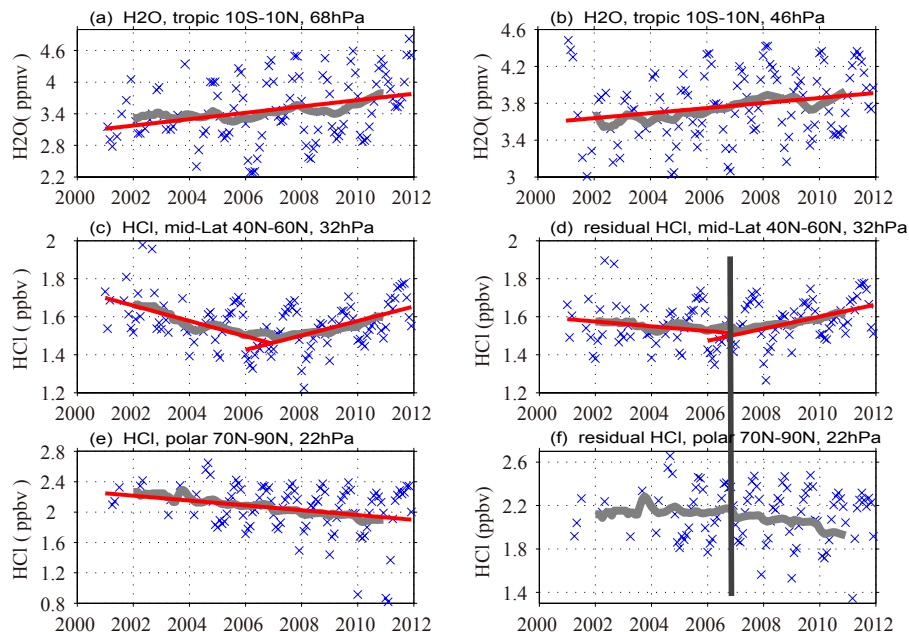 (a) H2O, tropic 10S-10N, 68hPa
H2O( ppmv)
4.6
4
3.4
2.8
2.2
2000 2002 2004 2006 2008 2010 2012
(b) H2O, tropic 10S-10N, 46hPa
H2O( ppmv)
4.6
4.2
3.8
3.6
3
2000 2002 2004 2006 2008 2010 2012
(c) HCl, mid-Lat 40N-60N, 32hPa
HCl ( ppbv)
2
1.8
1.6
1.4
1.2
2000 2002 2004 2006 2008 2010 2012
(d) residual HCl, mid-Lat 40N-60N, 32hPa
HCl (ppbv)
2
1.8
1.6
1.4
1.2
2000 2002 2004 2006 2008 2010 2012
(e) HCl, polar 70N-90N, 22hPa
HCl ( ppbv)
2.8
2.4
2
1.6
1.2
0.8
2000 2002 2004 2006 2008 2010 2012
(f) residual HCl, polar 70N-90N, 22hPa
HCl (ppbv)
2.6
2.2
1.8
1.4
2000 2002 2004 2006 2008 2010 2012